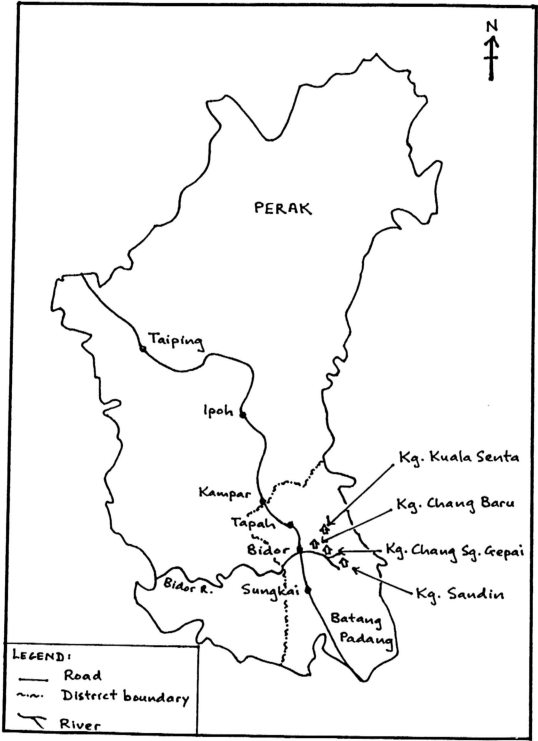 N
PERAK
Taiping
Ipoh
Kg. Kuala Senta
Kampar
Kg. Chang Baru
Tapah
Bidor
Kg. Chang Sg. Gepai
Bidor R.
Sungkai
Kg. Sandin
Batang
Padang
LEGEND:
Road
District boundary
River